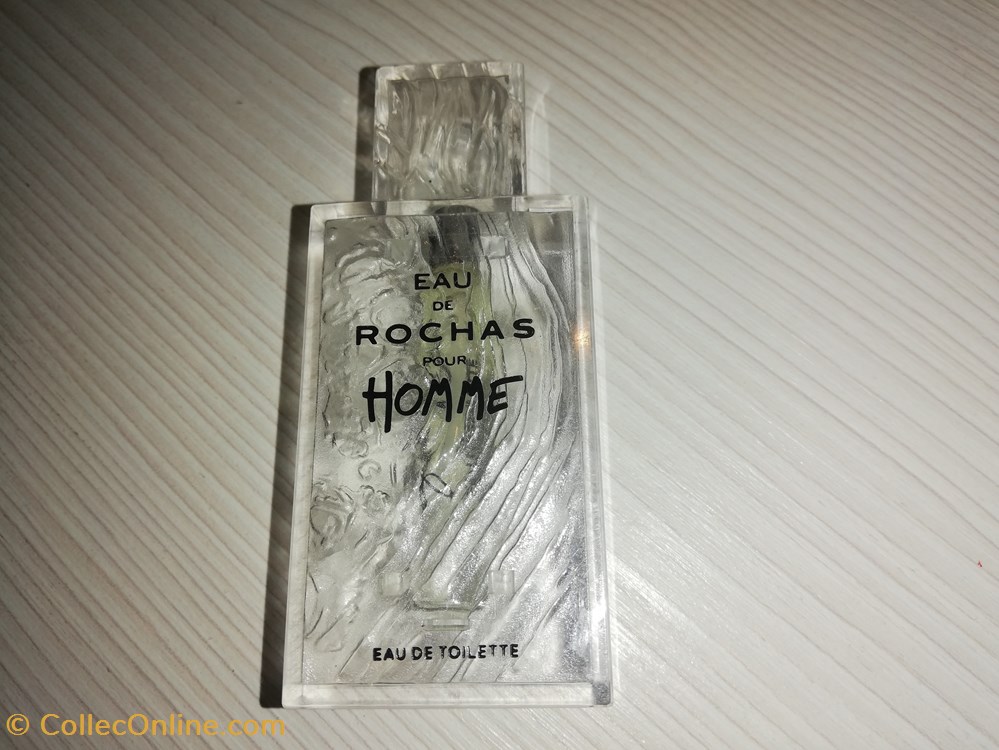 EAU
DE
ROCHAS
POUR
HOMME
EAU DE TOILETTE
© CollecOnline.com